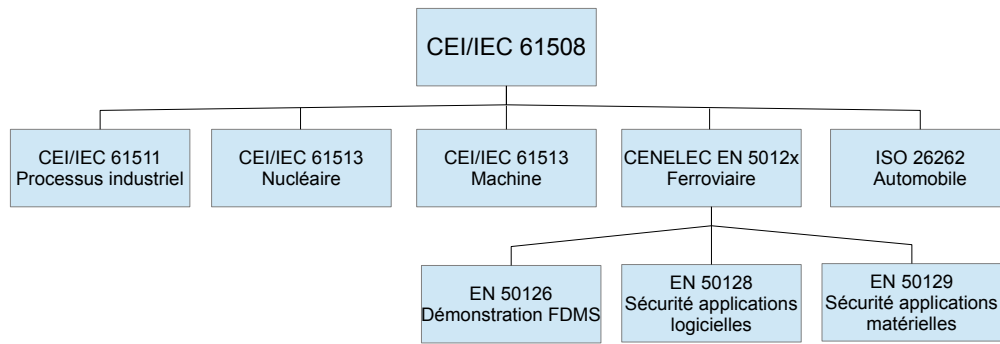 CEI/IEC 61508
CEI/IEC 61511
Processus industriel
CEI/IEC 61513
Nucléaire
CEI/IEC 61513
Machine
CENELEC EN 5012x
Ferroviaire
ISO 26262
Automobile
EN 50126
Démonstration FDMS
EN 50128
Sécurité applications
logicielles
EN 50129
Sécurité applications
matérielles